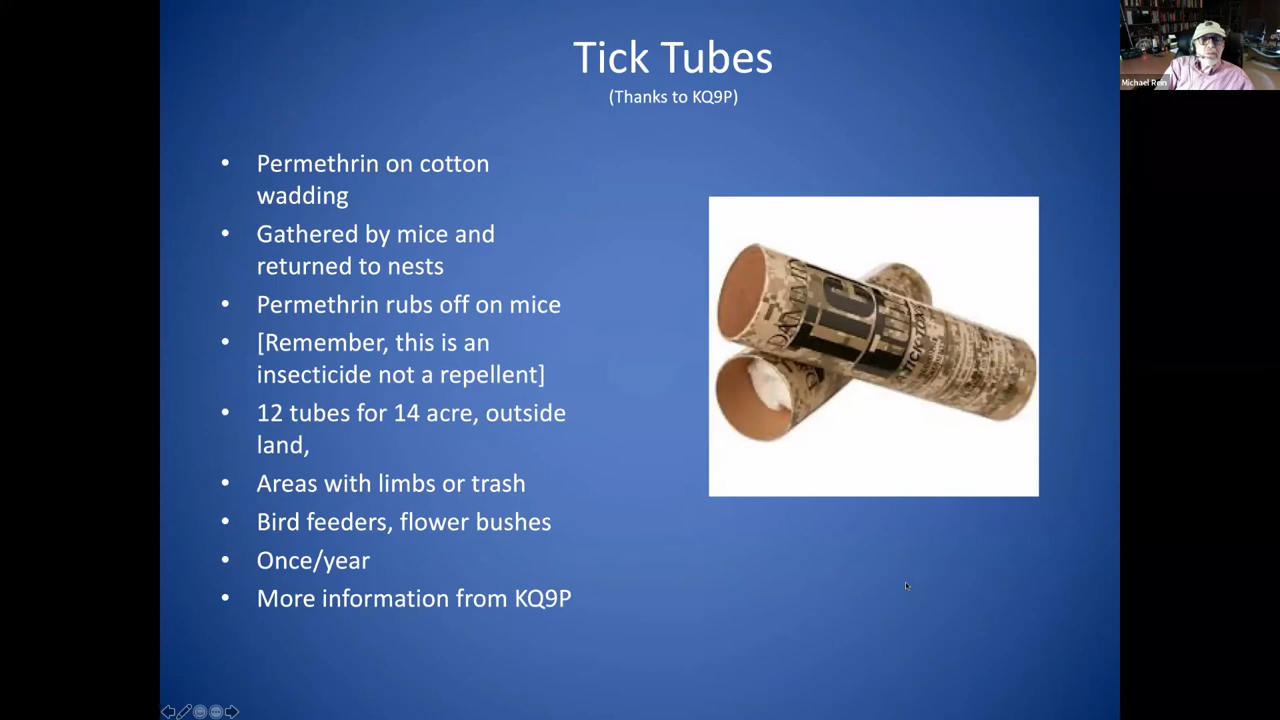 Tick Tubes
(Thanks to KQ9P)
• Permethrin on cotton
wadding
• Gathered by mice and
returned to nests
• Permethrin rubs off on mice
• [Remember, this is an
insecticide not a repellent]
• 12 tubes for 14 acre, outside
land,
• Areas with limbs or trash
• Bird feeders, flower bushes
• Once/year
• More information from KQ9P
Michael Rein